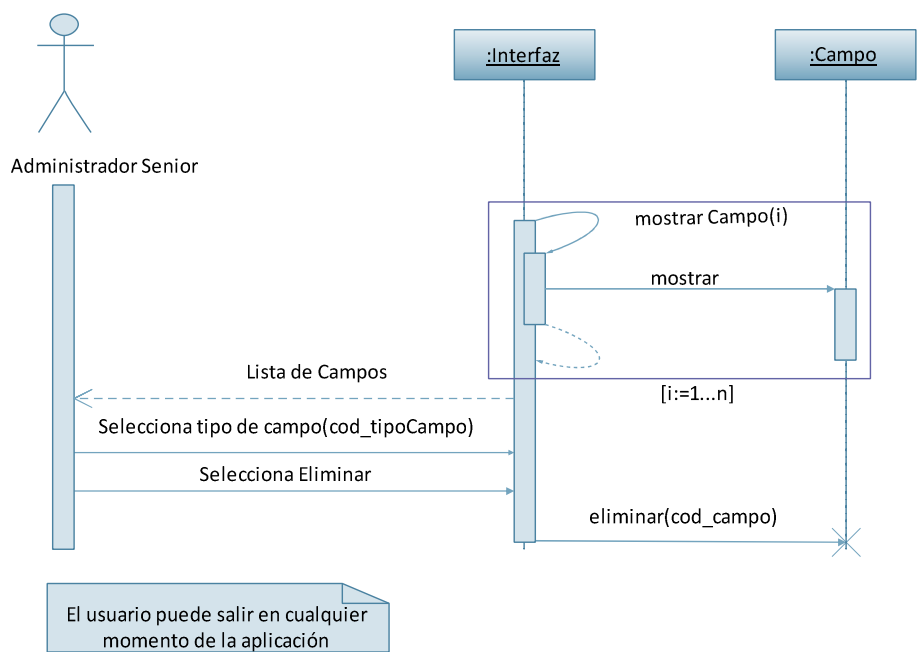 :Interfaz
:Campo
Administrador Senior
mostrar Campo(i)
mostrar
Lista de Campos
[i:=1...n]
Selecciona tipo de campo(cod_tipoCampo)
Selecciona Eliminar
eliminar(cod_campo)
El usuario puede salir en cualquier
momento de la aplicación